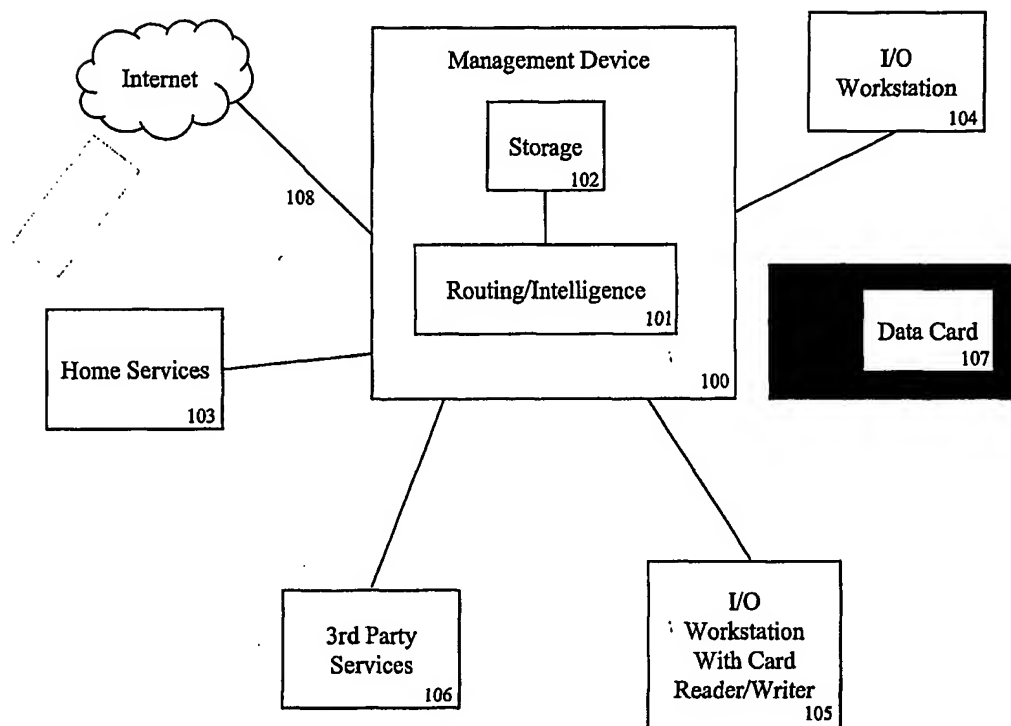 Internet
108
Management Device
Storage
102
Routing/Intelligence
101
100
I/O
Workstation
104
Home Services
103
Data Card
107
3rd Party
Services
106
I/O
Workstation
With Card
Reader/Writer
105